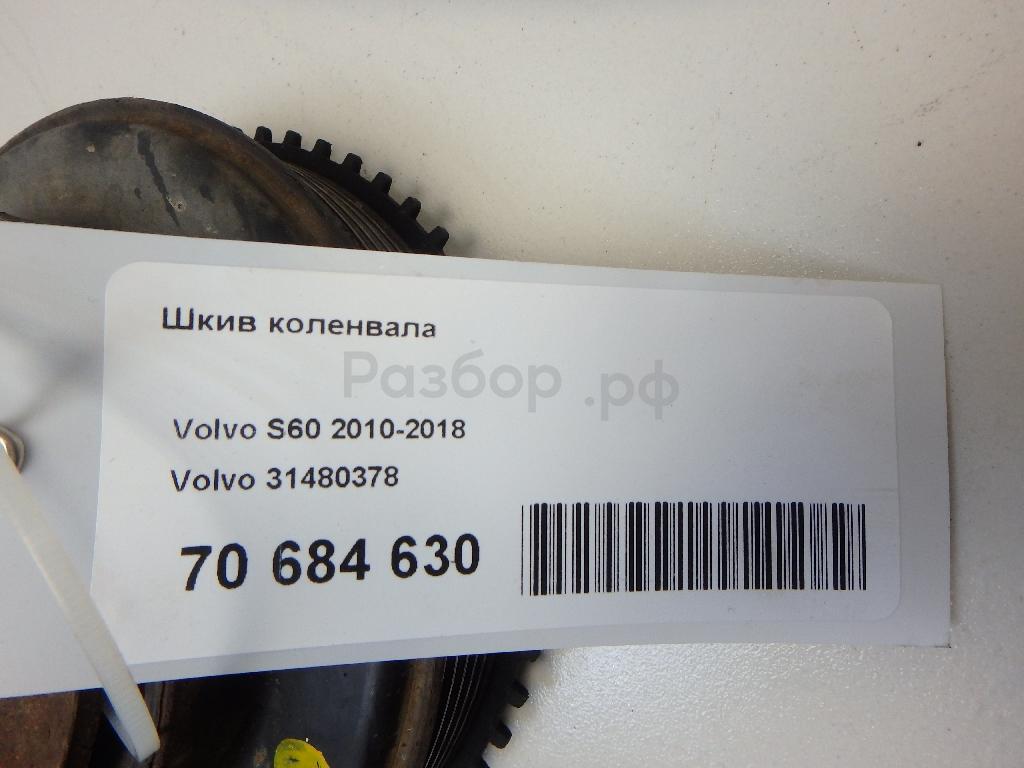 Шкив коленвала
Разбор.рф
Volvo S60 2010-2018
Volvo 31480378
70 684 630